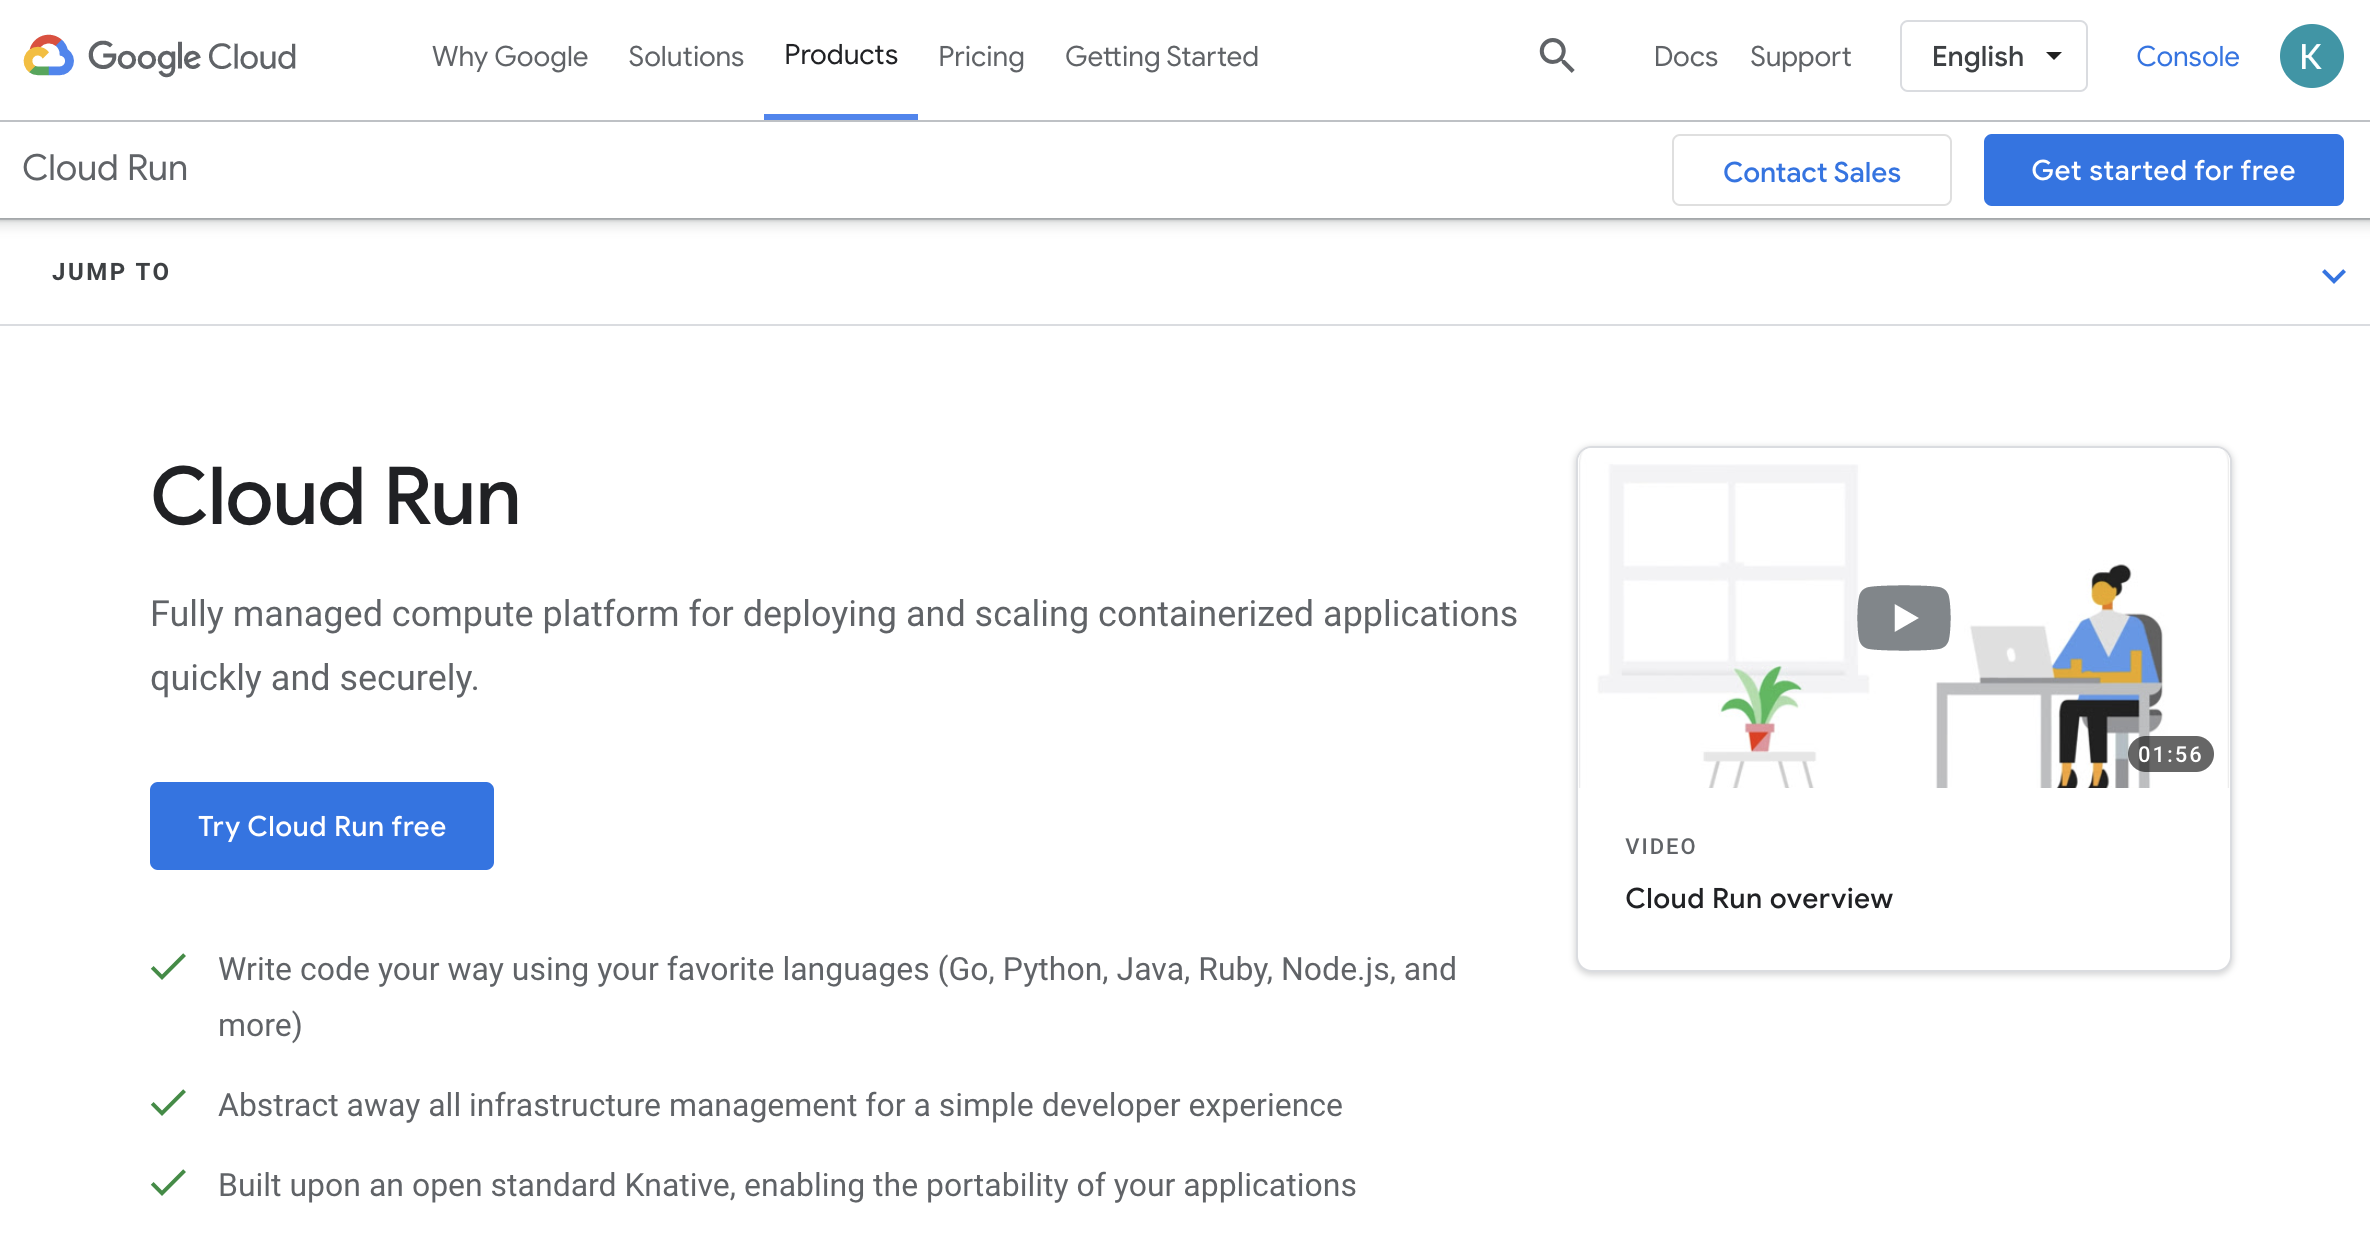 Google Cloud
Why Google
Solutions
Products
Pricing
Getting Started
Docs
Support
English
Console
K
Cloud Run
Contact Sales
Get started for free
JUMP TO
Cloud Run
Fully managed compute platform for deploying and scaling containerized applications
quickly and securely.
Try Cloud Run free
Write code your way using your favorite languages (Go, Python, Java, Ruby, Node.js, and
more)
Abstract away all infrastructure management for a simple developer experience
Built upon an open standard Knative, enabling the portability of your applications
01:56
VIDEO
Cloud Run overview